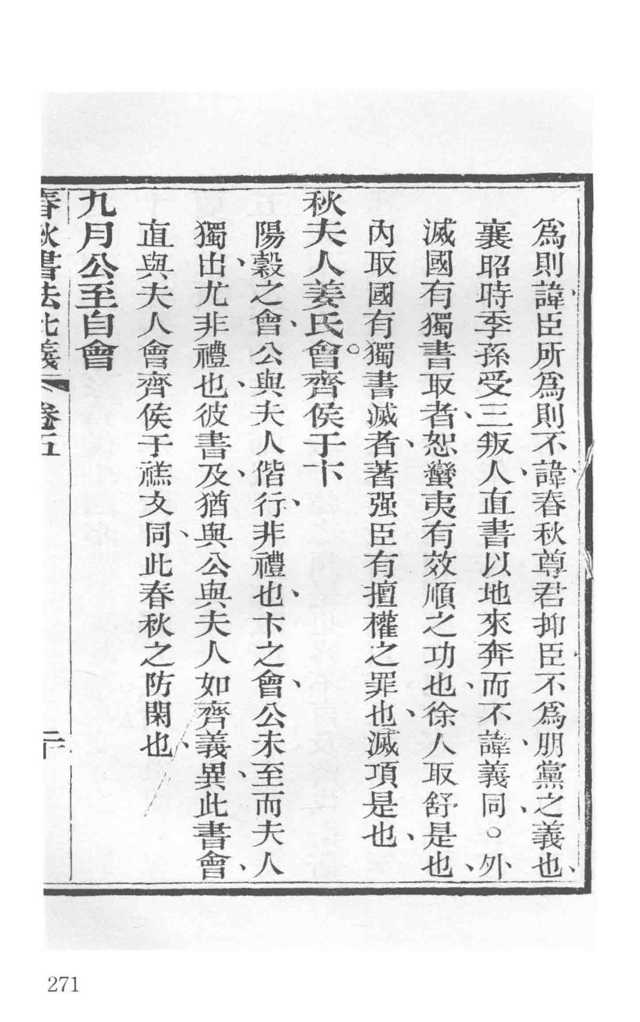 為則諱臣所為則不諱春秋尊君抑臣不為朋黨之義也、
襄昭時季孫受三叛人直書以地來奔而不諱義同。外
滅國有獨書取者、恕蠻夷有效順之功也、徐人取舒是也、
內取國有獨書滅者、著强臣有擅權之罪也、滅項是也、
秋夫人姜氏會齊侯于卞。
陽穀之會、公與夫人偕行、非禮也、卞之會、公未至而夫人
獨出、尤非禮也、彼書及、猶與公與夫人如齊義異、此書會、
直與夫人會齊侯于禚文同、此春秋之防閑也、
九月公至自會
春秋書法比義 卷五 二十
271